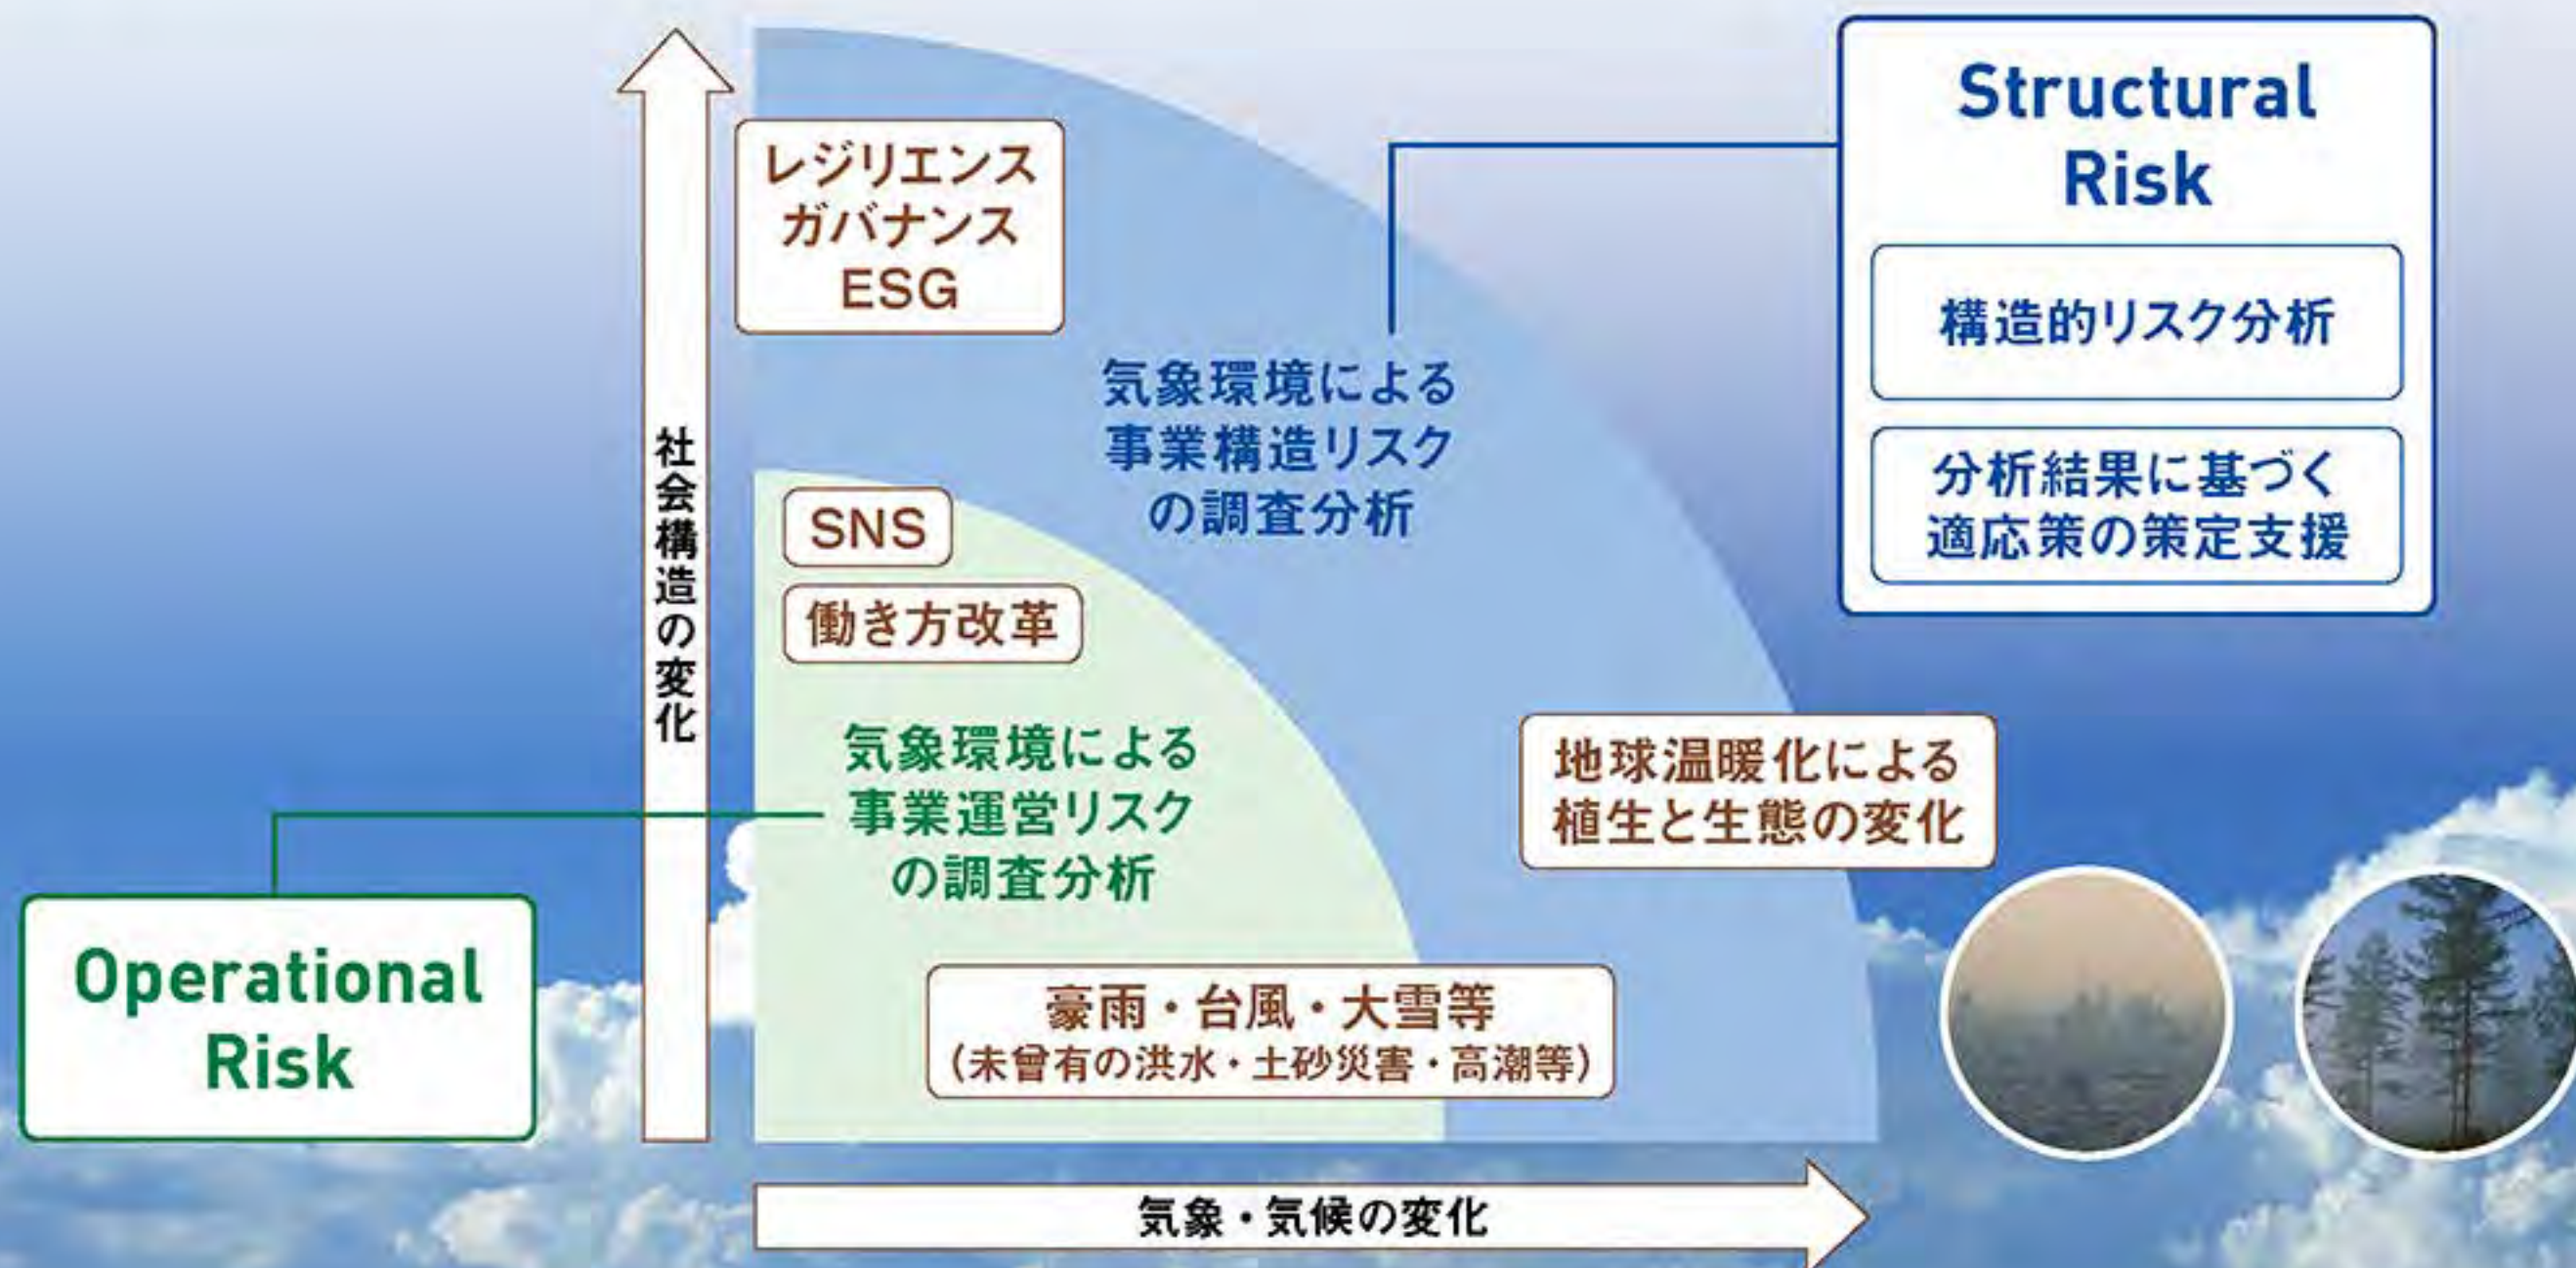 レジリエンス
ガバナンス
ESG
Structural
Risk
構造的リスク分析
分析結果に基づく
適応策の策定支援
気象環境による
事業構造リスク
の調査分析
社会構造の変化
SNS
働き方改革
気象環境による
事業運営リスク
の調査分析
地球温暖化による
植生と生態の変化
Operational
Risk
豪雨・台風・大雪等
(未曾有の洪水・土砂災害・高潮等)
気象・気候の変化